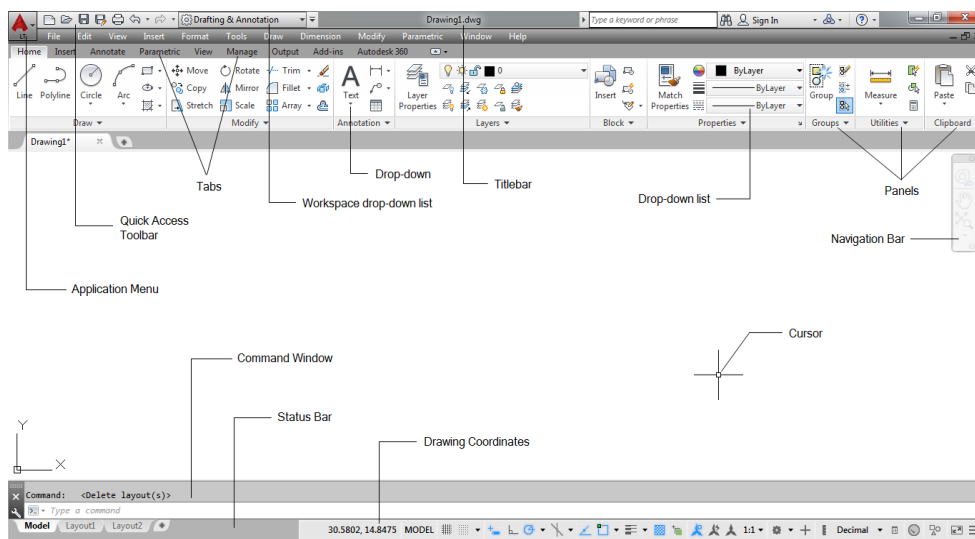 Drafting & Annotation
Drawing1.dwg
Type a keyword or phrase
Sign In
LT
File Edit View Insert Format Tools Draw Dimension Modify Parametric Window Help
Home Insert Annotate Parametric View Manage Output Add-ins Autodesk 360
Line Polyline Circle Arc
Move Rotate Trim
Copy Mirror Fillet
Stretch Scale Array
Text
Layer Properties
0
Insert
Match Properties
ByLayer
ByLayer
ByLayer
Group
Measure
Paste
Draw Modify Annotation Layers Block Properties Groups Utilities Clipboard
Drawing1*
Tabs
Drop-down
Titlebar
Workspace drop-down list
Drop-down list
Panels
Quick Access
Toolbar
Navigation Bar
Application Menu
Cursor
Command Window
Status Bar
Drawing Coordinates
Y
X
Command: <Delete layout(s)>
Type a command
Model Layout1 Layout2
30.5802, 14.8475 MODEL 1:1 Decimal